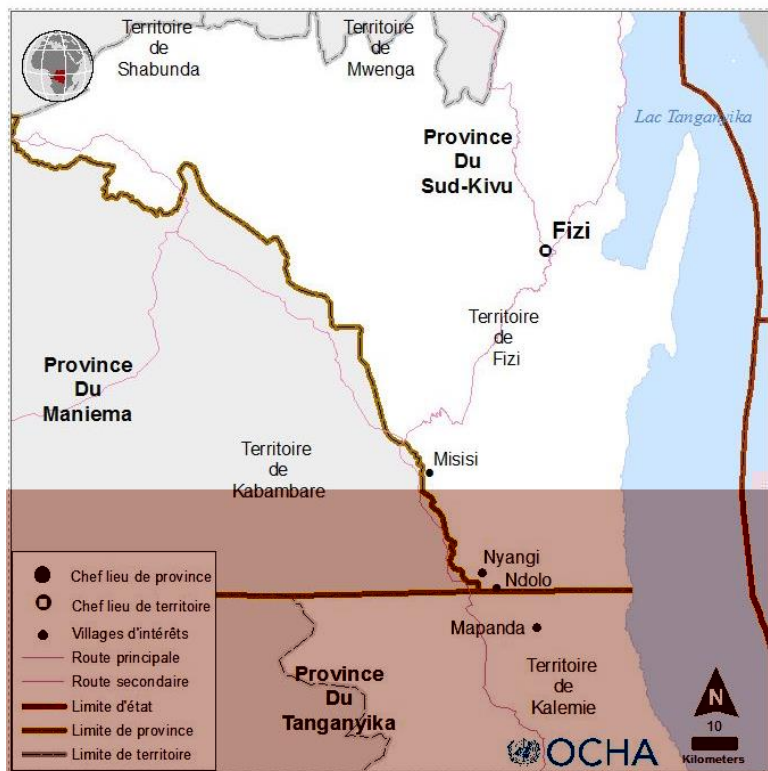 Territoire
de
Shabunda
Territoire
de
Mwenga
Lac Tanganyika
Province
Du
Sud-Kivu
Fizi
Territoire
de
Fizi
Province
Du
Maniema
Territoire
de
Kabambare
Misisi
Nyangi
Ndolo
Mapanda
Territoire
de
Kalemie
Province
Du
Tanganyika
Chef lieu de province
Chef lieu de territoire
Villages d'intérêts
Route principale
Route secondaire
Limite d'état
Limite de province
Limite de territoire
N
10
Kilometers
OCHA